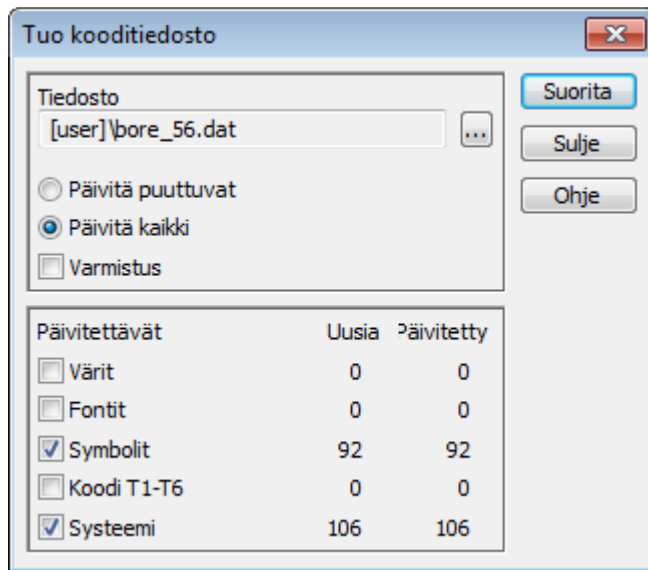 Tuo kooditiedosto
Tiedosto
[user]\bore_56.dat
...
Päivitä puuttuvat
Päivitä kaikki
Varmistus
Suorita
Sulje
Ohje
Päivitettävät Uusia Päivitetty
Värit 0 0
Fontit 0 0
Symbolit 92 92
Koodi T1-T6 0 0
Systeemi 106 106